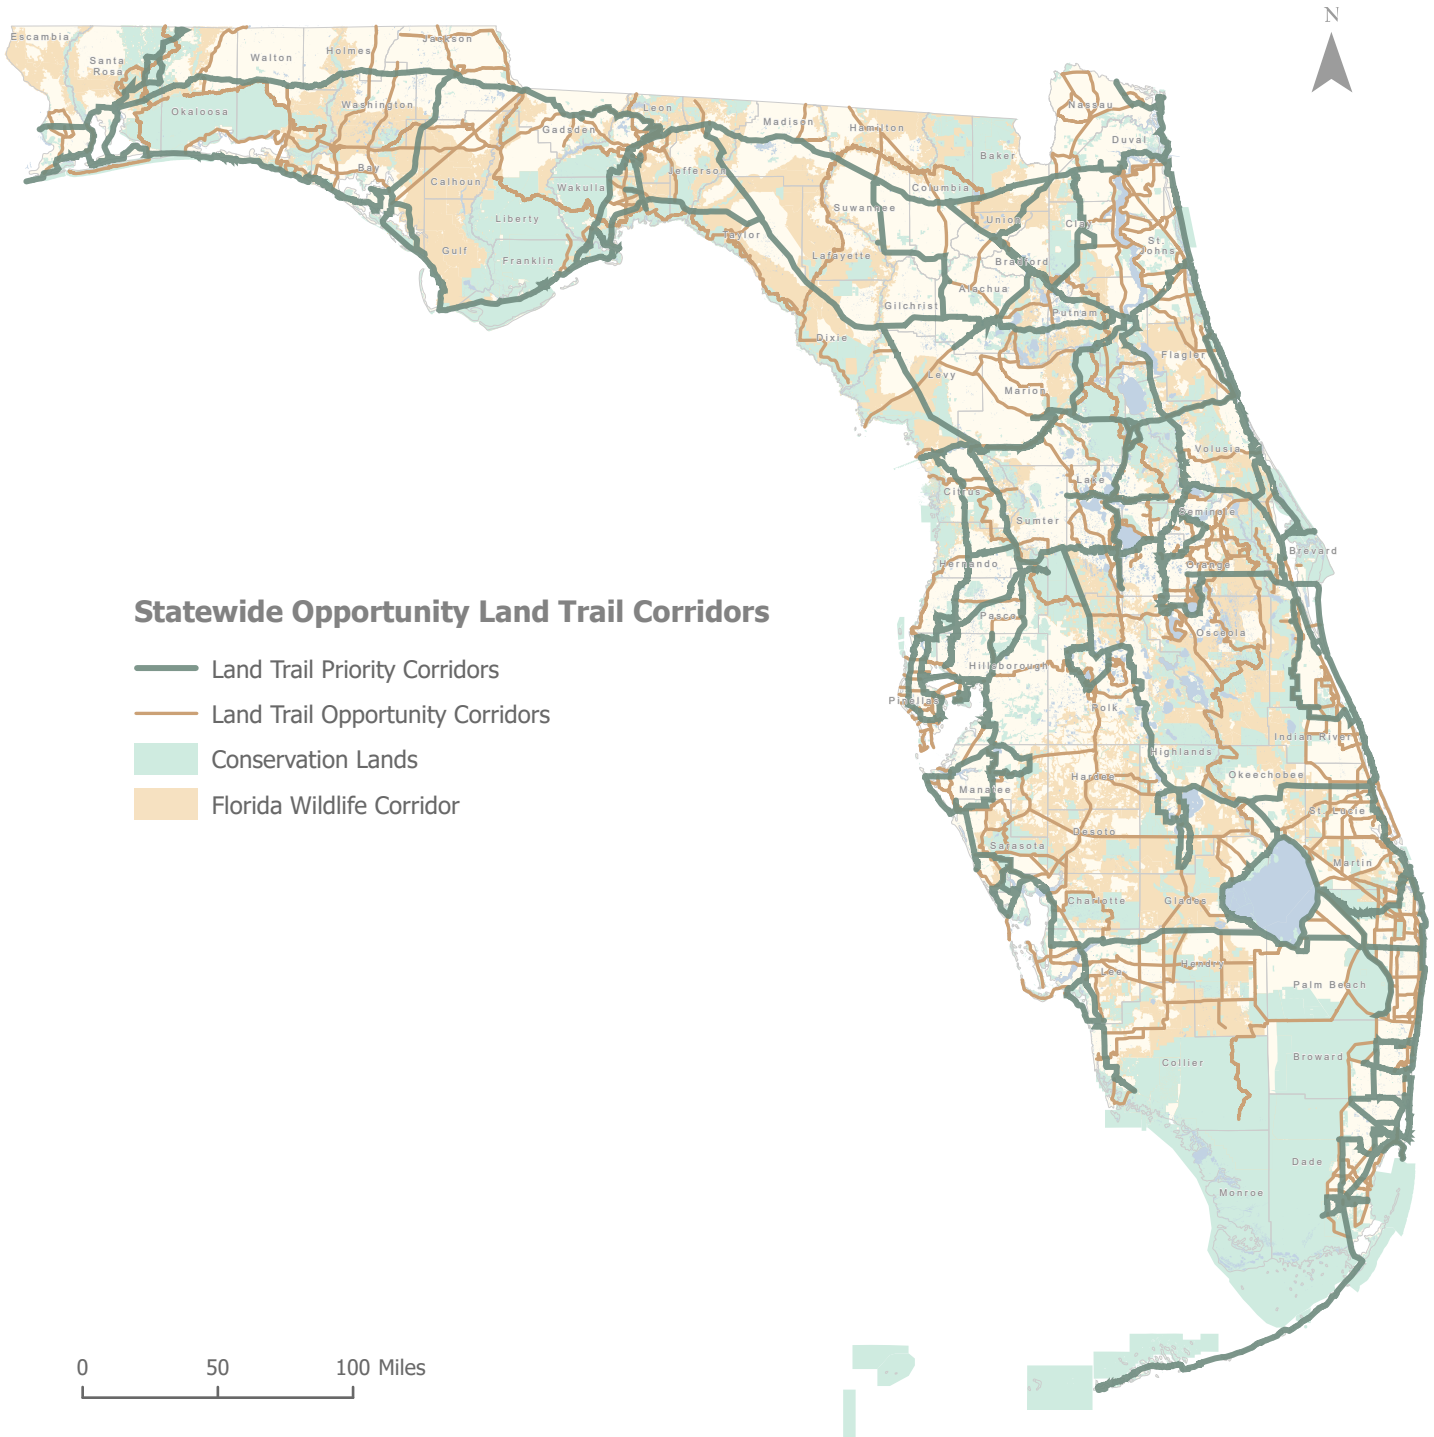 N
Escambia
Santa
Rosa
Walton
Holmes
Jackson
Okaloosa
Washington
Bay
Calhoun
Gadsden
Leon
Madisen
Hamilton
Nassau
Duval
Baker
Jefferson
Wakulla
Liberty
Gulf
Franklin
Taylor
Suwannee
Columbia
Union
Clay
St.
Johns
Lafayette
Bradford
Alachua
Gilchrist
Putnam
Dixie
Levy
Flagler
Marion
Volusia
Citrus
Lake
Sumter
Seminole
Brevard
Hernando
Orange
Pasco
Osceola
Hillsborough
Pinellas
Polk
Indian River
Highlands
Okeechobee
Hardee
Manatee
St. Lucie
Desoto
Sarasota
Martin
Charlotte
Glades
Lee
Hendry
Palm Beach
Collier
Broward
Dade
Monroe
Statewide Opportunity Land Trail Corridors
Land Trail Priority Corridors
Land Trail Opportunity Corridors
Conservation Lands
Florida Wildlife Corridor
0 50 100 Miles